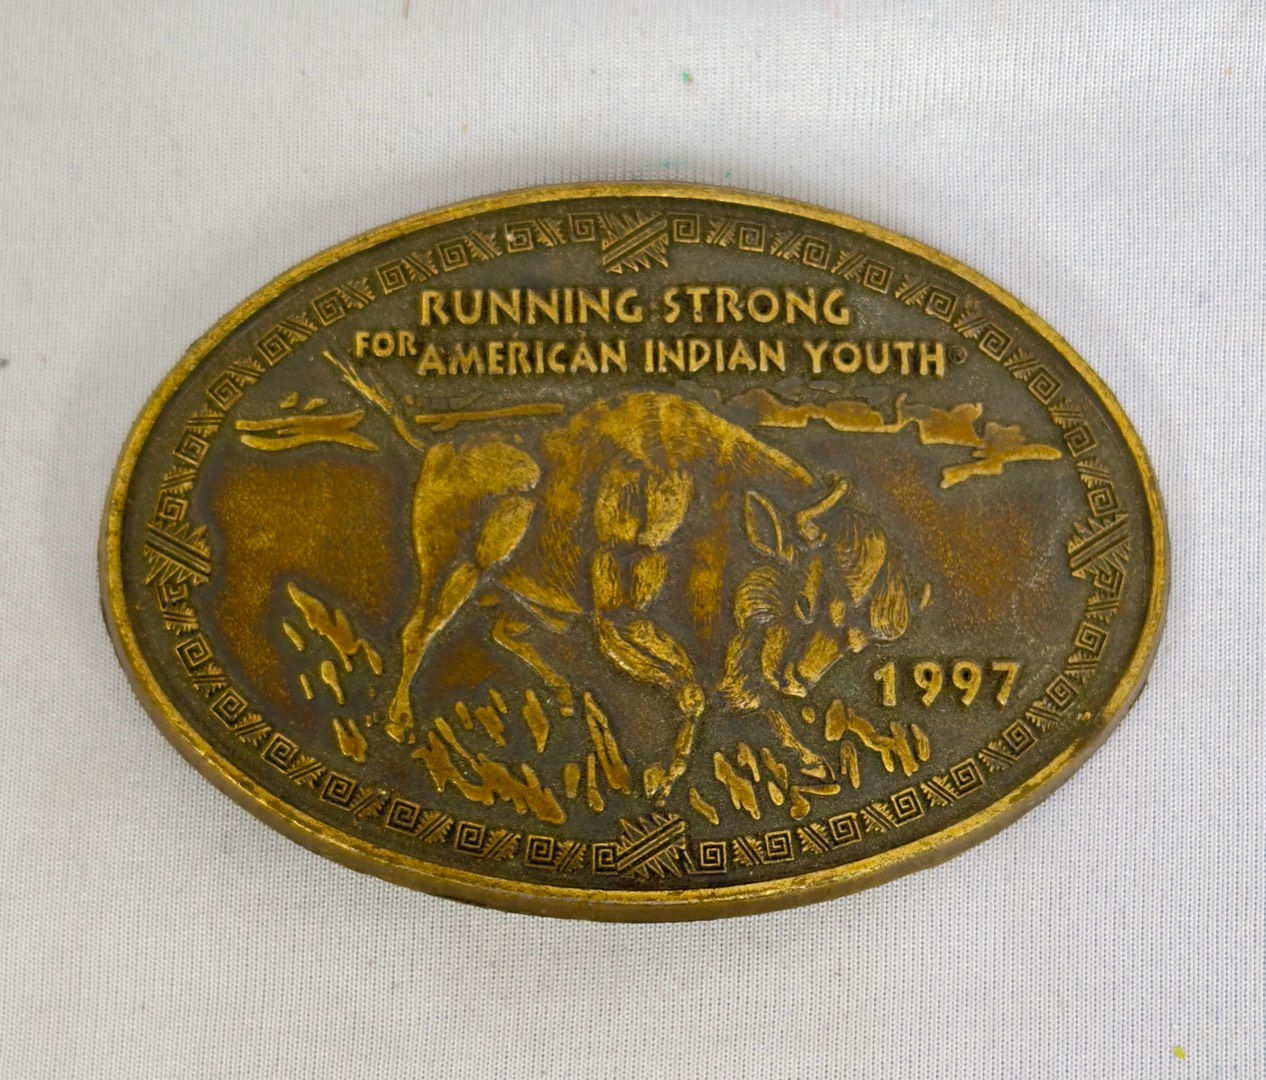 RUNNING STRONG
FOR AMERICAN INDIAN YOUTH®
1997